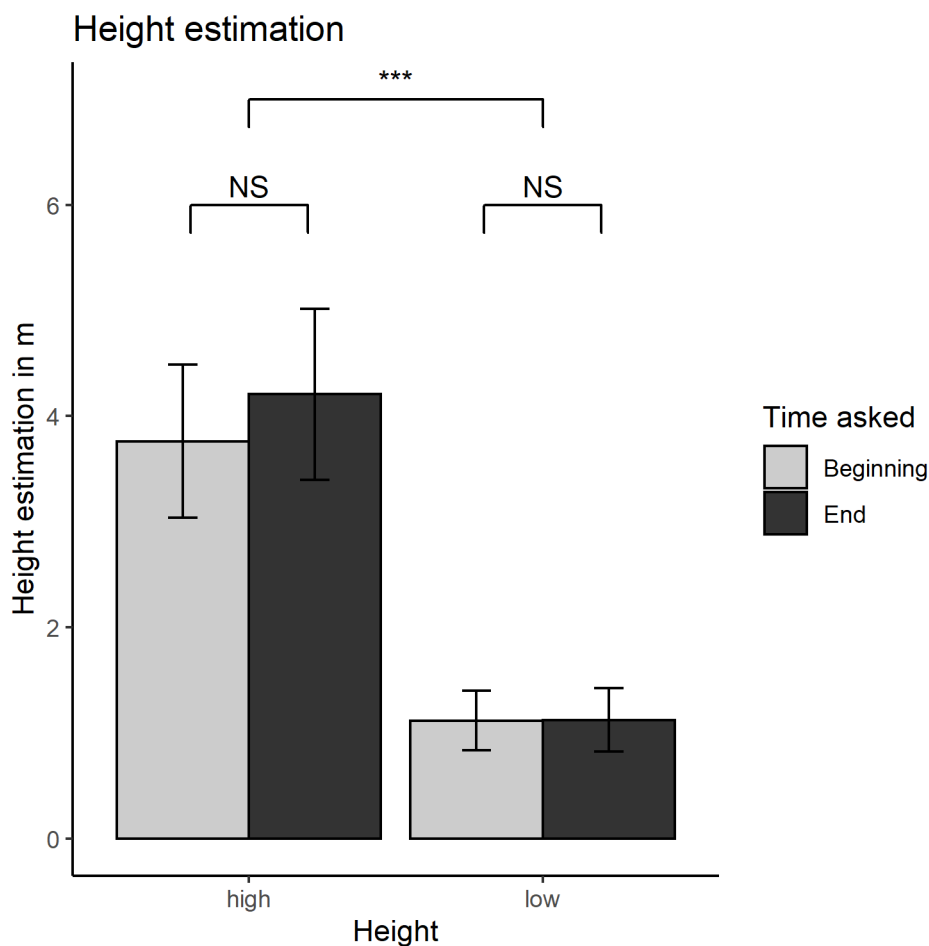 Height estimation
***
NS
NS
6
4
2
0
Height estimation in m
high
low
Height
Time asked
Beginning
End